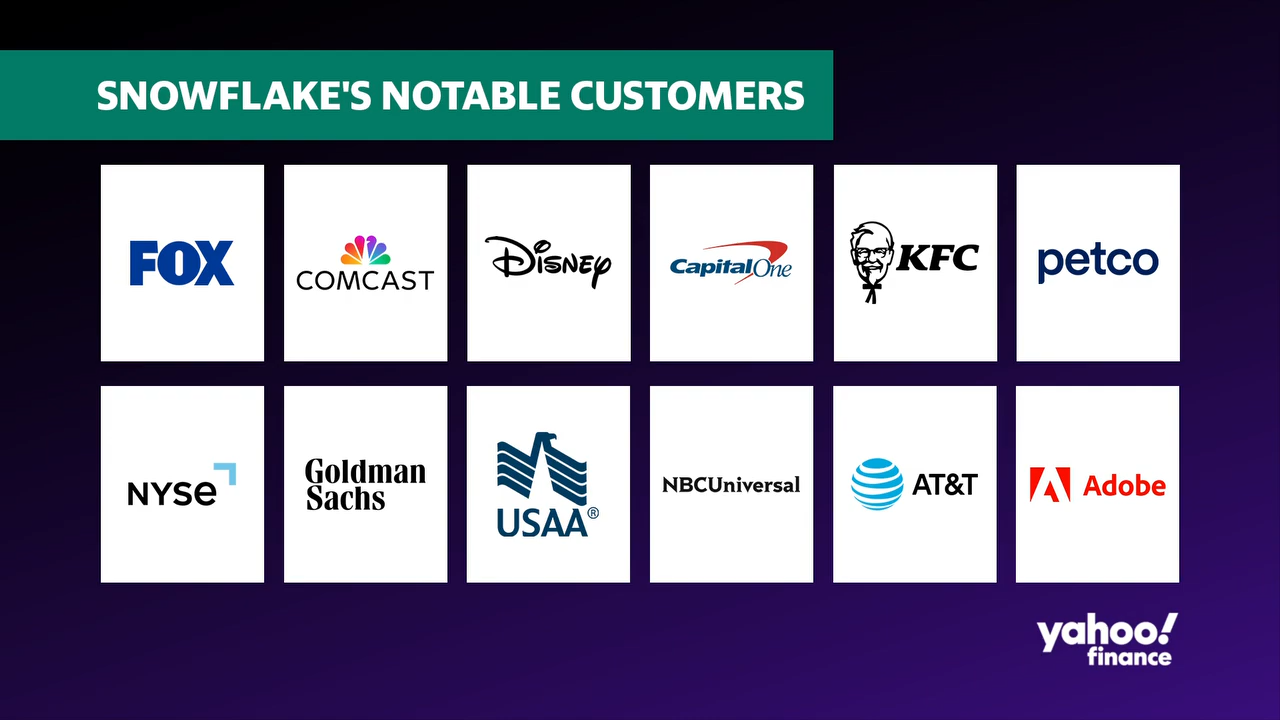 SNOWFLAKE'S NOTABLE CUSTOMERS
FOX
COMCAST
DISNEY
Capital One
KFC
petco
NYSE
Goldman
Sachs
USAA®
NBCUniversal
AT&T
Adobe
yahoo!
finance